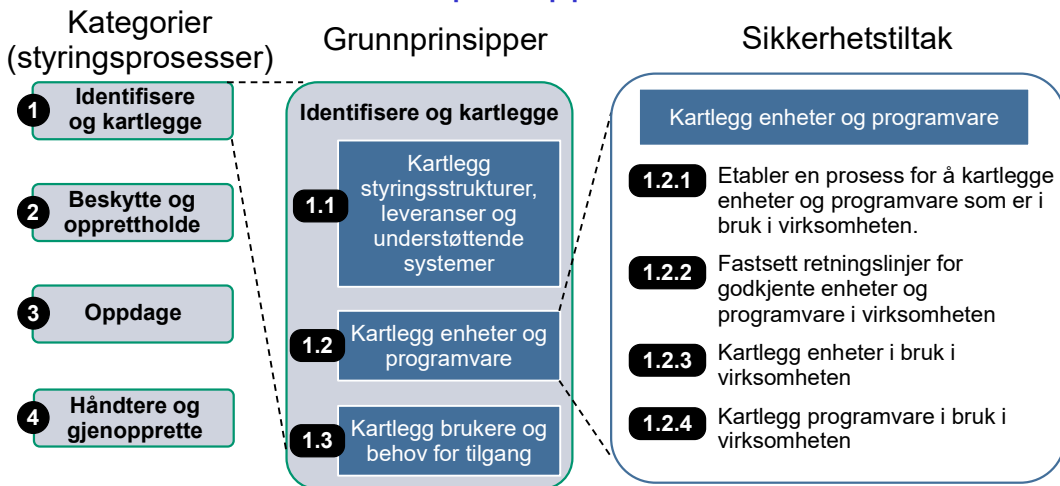 Kategorier
(styringsprosesser)
1
Identifisere
og kartlegge
2
Beskytte og
opprettholde
3
Oppdage
4
Håndtere og
gjenopprette
Grunnprinsipper
Identifisere og kartlegge
1.1
Kartlegg
styringsstrukturer,
leveranser og
understøttende
systemer
1.2
Kartlegg enheter og
programvare
1.3
Kartlegg brukere og
behov for tilgang
Sikkerhetstiltak
Kartlegg enheter og programvare
1.2.1
Etabler en prosess for å kartlegge
enheter og programvare som er i
bruk i virksomheten.
1.2.2
Fastsett retningslinjer for
godkjente enheter og
programvare i virksomheten
1.2.3
Kartlegg enheter i bruk i
virksomheten
1.2.4
Kartlegg programvare i bruk i
virksomheten